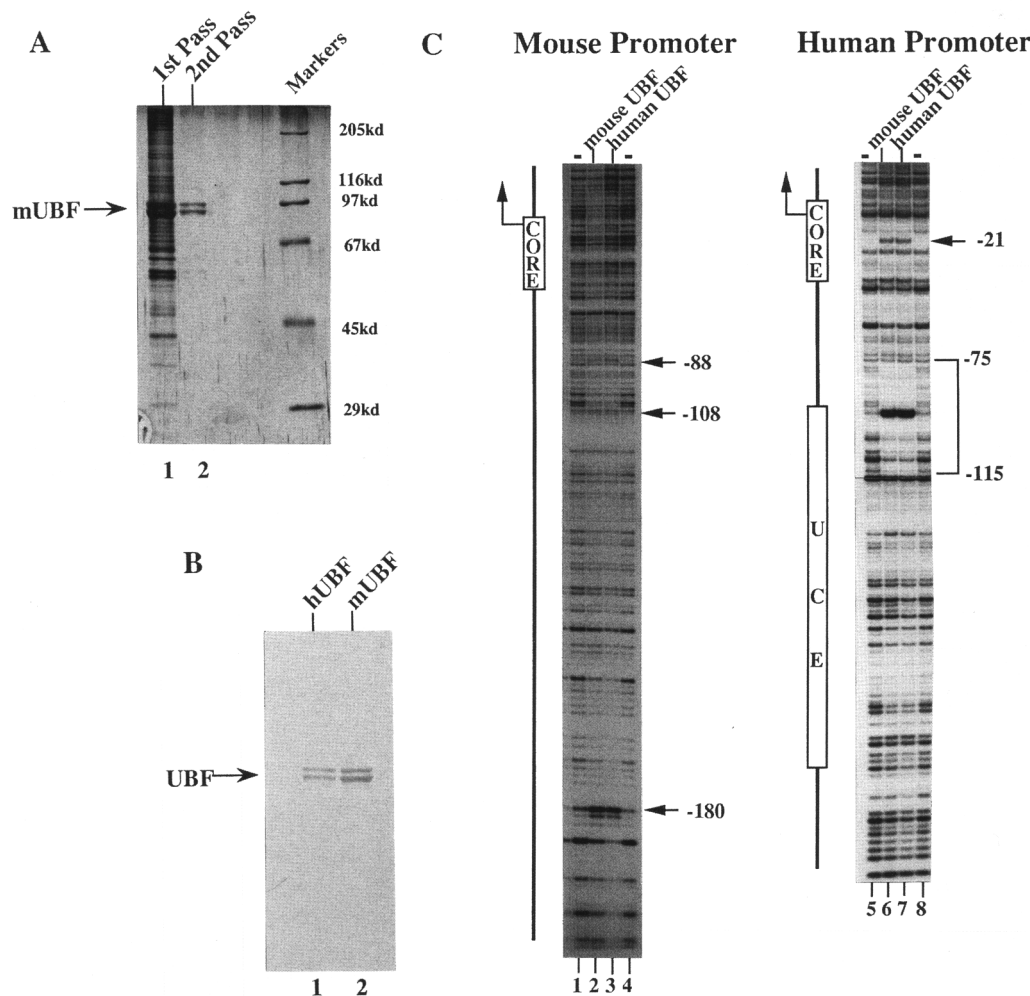 A
1st Pass
2nd Pass
Markers
205kd
116kd
97kd
67kd
45kd
29kd
mUBF
1 2
B
hUBF
mUBF
UBF
1 2
C
Mouse Promoter
- mouse UBF human UBF -
CORE
-88
-108
-180
1 2 3 4
Human Promoter
- mouse UBF human UBF -
CORE
UCE
-21
-75
-115
5 6 7 8